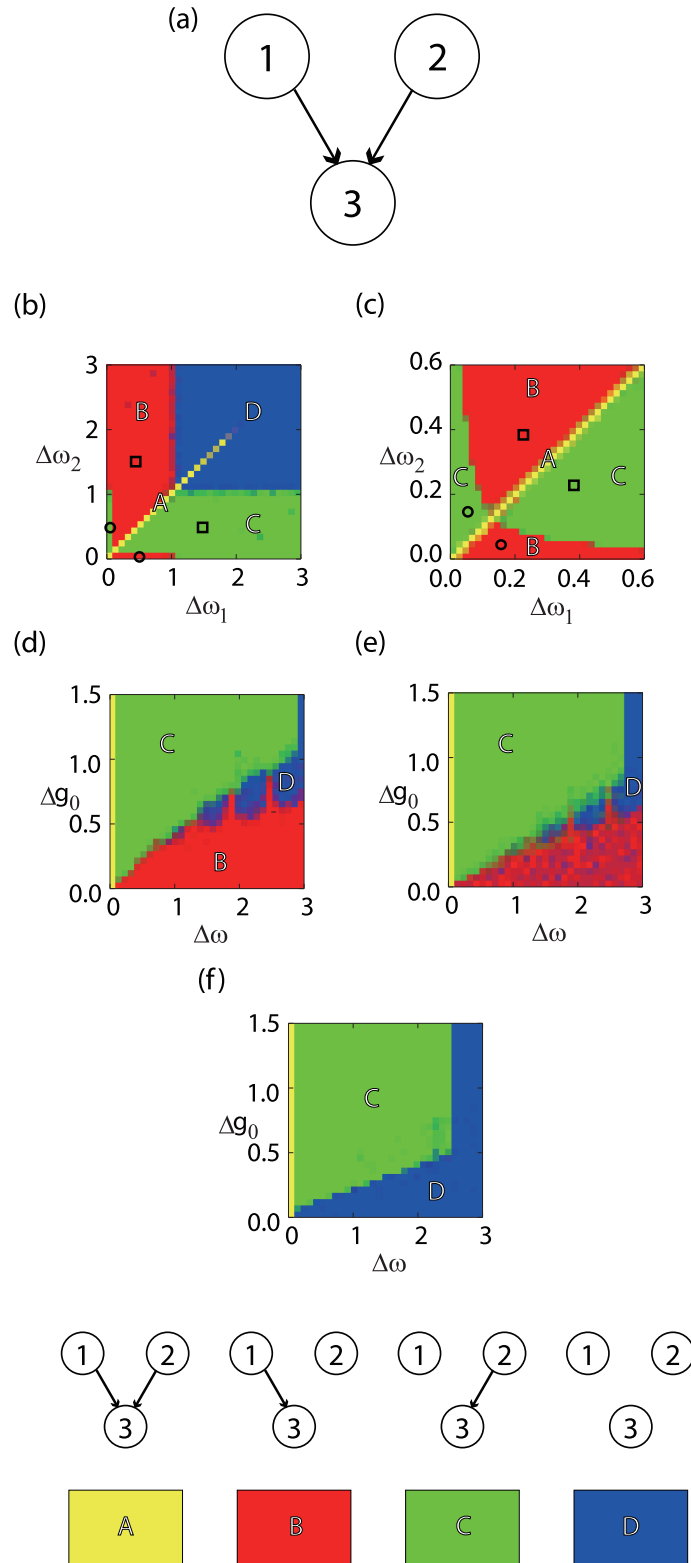 (a)
1 2
3
(b) (c)
3 0.6
B D B
2 0.4
Δω₂ A Δω₂ A
C C
1 0.2
C B
0 0.0
0 1 2 3 0.0 0.2 0.4 0.6
Δω₁ Δω₁
(d) (e)
1.5 1.5
C C
1.0 1.0
Δg₀ D Δg₀ D
0.5 0.5
B
0.0 0.0
0 1 2 3 0 1 2 3
Δω Δω
(f)
1.5
1.0
C
Δg₀
0.5
D
0.0
0 1 2 3
Δω
1 2 1 2 1 2 1 2
3 3 3 3
A B C D